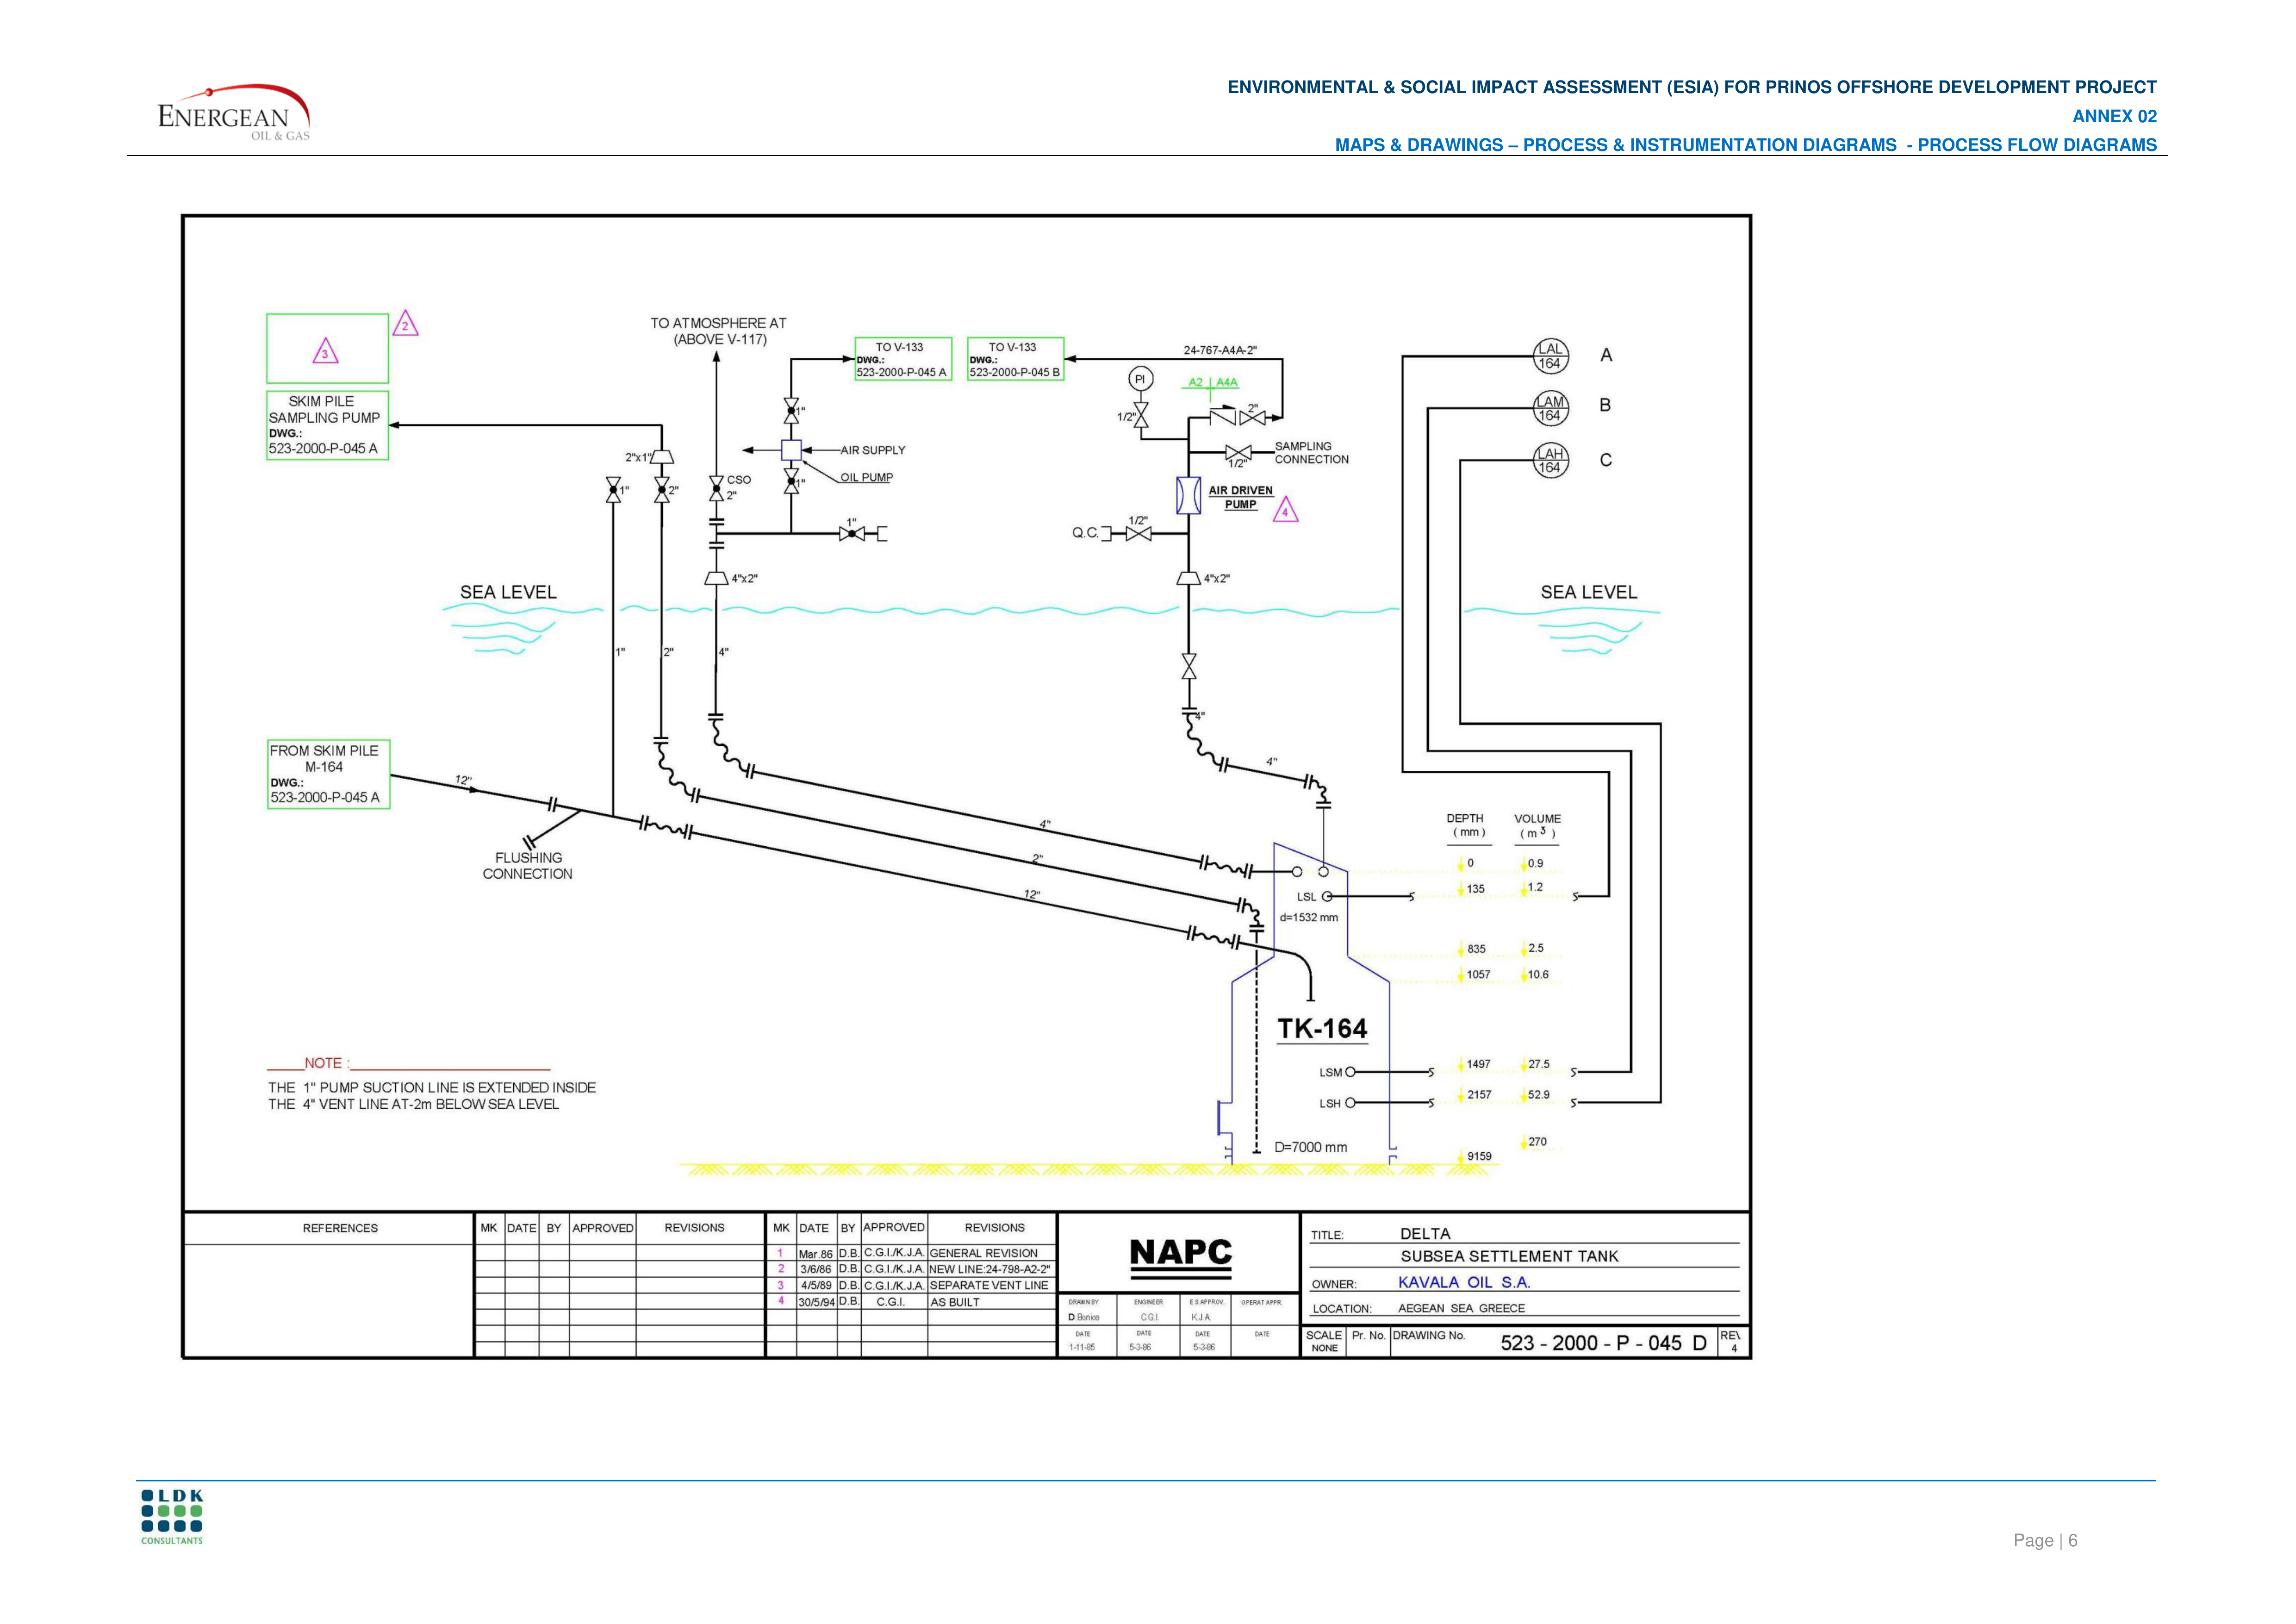 ENERGEAN
OIL & GAS
ENVIRONMENTAL & SOCIAL IMPACT ASSESSMENT (ESIA) FOR PRINOS OFFSHORE DEVELOPMENT PROJECT
ANNEX 02
MAPS & DRAWINGS – PROCESS & INSTRUMENTATION DIAGRAMS - PROCESS FLOW DIAGRAMS
3
2
SKIM PILE
SAMPLING PUMP
DWG.:
523-2000-P-045 A
TO ATMOSPHERE AT
(ABOVE V-117)
TO V-133
DWG.:
523-2000-P-045 A
TO V-133
DWG.:
523-2000-P-045 B
24-767-A4A-2"
PI
A2 | A4A
1/2"
2"
1"
AIR SUPPLY
OIL PUMP
SAMPLING
CONNECTION
1/2"
2"x1"
1"
2"
CSO
2"
1"
AIR DRIVEN
PUMP
4
1"
Q.C.
1/2"
4"x2"
4"x2"
LAL
164
A
LAM
164
B
LAH
164
C
SEA LEVEL
SEA LEVEL
1"
2"
4"
4"
4"
FROM SKIM PILE
M-164
DWG.:
523-2000-P-045 A
12"
FLUSHING
CONNECTION
4"
2"
12"
DEPTH
(mm)
VOLUME
(m3)
0
0.9
LSL
135
1.2
d=1532 mm
835
2.5
1057
10.6
TK-164
LSM
1497
27.5
LSH
2157
52.9
D=7000 mm
270
9159
NOTE :
THE 1" PUMP SUCTION LINE IS EXTENDED INSIDE
THE 4" VENT LINE AT-2m BELOW SEA LEVEL
REFERENCES
MK DATE BY APPROVED REVISIONS
MK DATE BY APPROVED REVISIONS
1 Mar.86 D.B. C.G.I./K.J.A. GENERAL REVISION
2 3/6/86 D.B. C.G.I./K.J.A. NEW LINE:24-798-A2-2"
3 4/5/89 D.B. C.G.I./K.J.A. SEPARATE VENT LINE
4 30/5/94 D.B. C.G.I. AS BUILT
NAPC
DRAWN BY ENGINEER E.S.APPROV. OPERAT APPR.
D.Bonios C.G.I. K.J.A.
DATE DATE DATE DATE
1-11-85 5-3-86 5-3-86
TITLE: DELTA
SUBSEA SETTLEMENT TANK
OWNER: KAVALA OIL S.A.
LOCATION: AEGEAN SEA GREECE
SCALE Pr. No. DRAWING No. REV
NONE 523 - 2000 - P - 045 D 4
LDK
CONSULTANTS
Page | 6